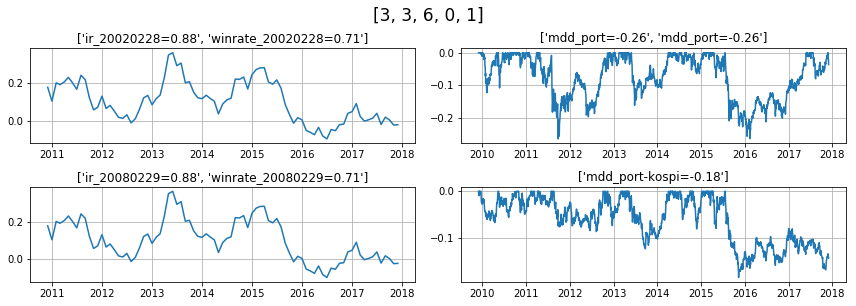 [3, 3, 6, 0, 1]
['ir_20020228=0.88', 'winrate_20020228=0.71']
0.2
0.0
2011 2012 2013 2014 2015 2016 2017 2018
['mdd_port=-0.26', 'mdd_port=-0.26']
0.0
−0.1
−0.2
2010 2011 2012 2013 2014 2015 2016 2017 2018
['ir_20080229=0.88', 'winrate_20080229=0.71']
0.2
0.0
2011 2012 2013 2014 2015 2016 2017 2018
['mdd_port-kospi=-0.18']
0.0
−0.1
2010 2011 2012 2013 2014 2015 2016 2017 2018